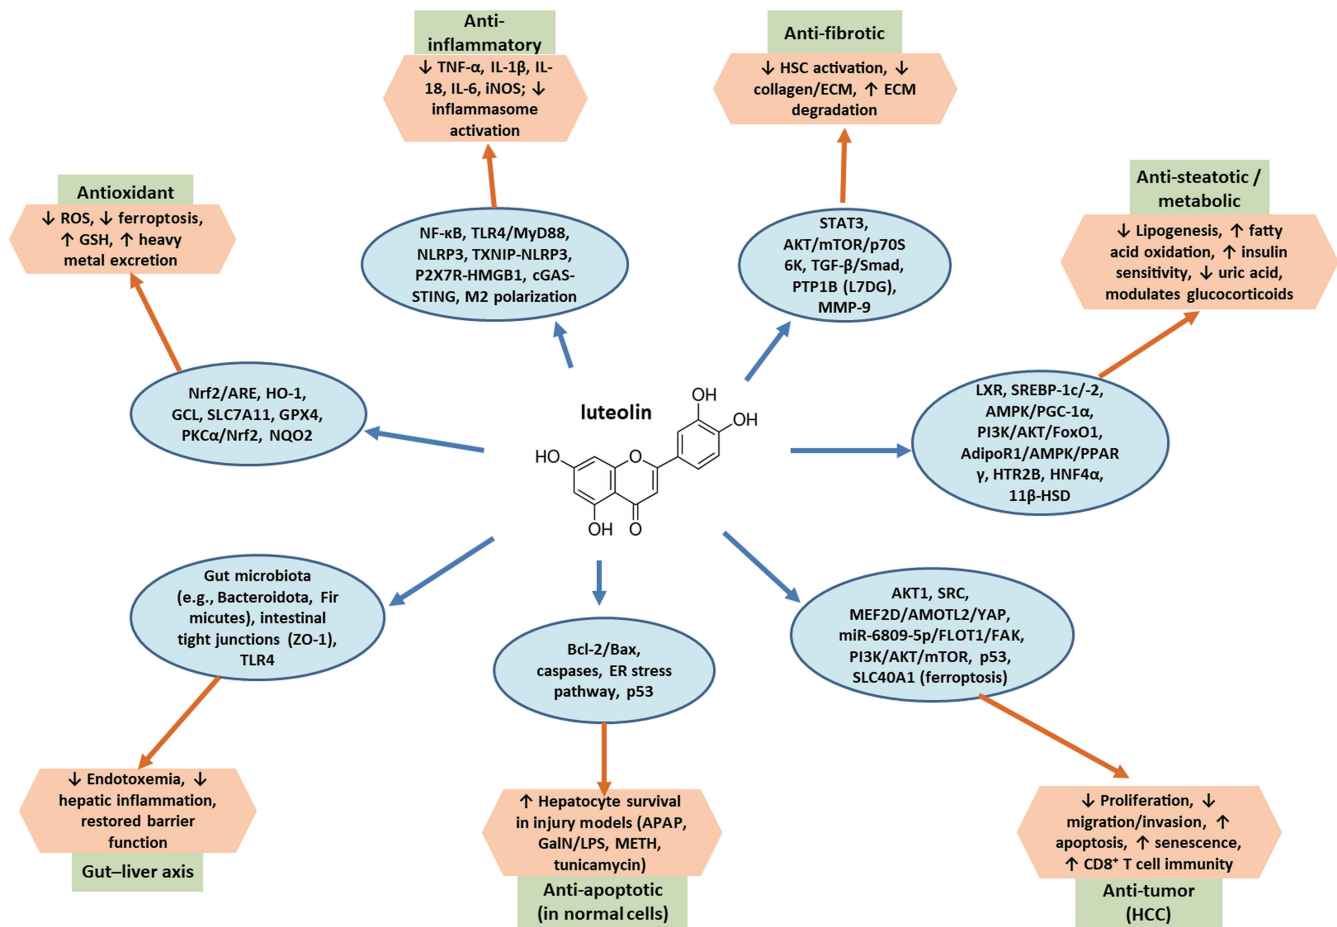 Anti-
inflammatory
↓ TNF-α, IL-1β, IL-
18, IL-6, iNOS; ↓
inflammasome
activation
Anti-fibrotic
↓ HSC activation, ↓
collagen/ECM, ↑ ECM
degradation
Antioxidant
↓ ROS, ↓ ferroptosis,
↑ GSH, ↑ heavy
metal excretion
Anti-steatotic /
metabolic
↓ Lipogenesis, ↑ fatty
acid oxidation, ↑ insulin
sensitivity, ↓ uric acid,
modulates glucocorticoids
NF-κB, TLR4/MyD88,
NLRP3, TXNIP-NLRP3,
P2X7R-HMGB1, cGAS-
STING, M2 polarization
STAT3,
AKT/mTOR/p70S
6K, TGF-β/Smad,
PTP1B (L7DG),
MMP-9
Nrf2/ARE, HO-1,
GCL, SLC7A11, GPX4,
PKCα/Nrf2, NQO2
LXR, SREBP-1c/-2,
AMPK/PGC-1α,
PI3K/AKT/FoxO1,
AdipoR1/AMPK/PPAR
γ, HTR2B, HNF4α,
11β-HSD
luteolin
OH
OH
HO
O
OH
O
Gut microbiota
(e.g., Bacteroidota, Fir
micutes), intestinal
tight junctions (ZO-1),
TLR4
Bcl-2/Bax,
caspases, ER stress
pathway, p53
AKT1, SRC,
MEF2D/AMOTL2/YAP,
miR-6809-5p/FLOT1/FAK,
PI3K/AKT/mTOR, p53,
SLC40A1 (ferroptosis)
↓ Endotoxemia, ↓
hepatic inflammation,
restored barrier
function
Gut–liver axis
↑ Hepatocyte survival
in injury models (APAP,
GalN/LPS, METH,
tunicamycin)
Anti-apoptotic
(in normal cells)
↓ Proliferation, ↓
migration/invasion, ↑
apoptosis, ↑ senescence,
↑ CD8⁺ T cell immunity
Anti-tumor
(HCC)